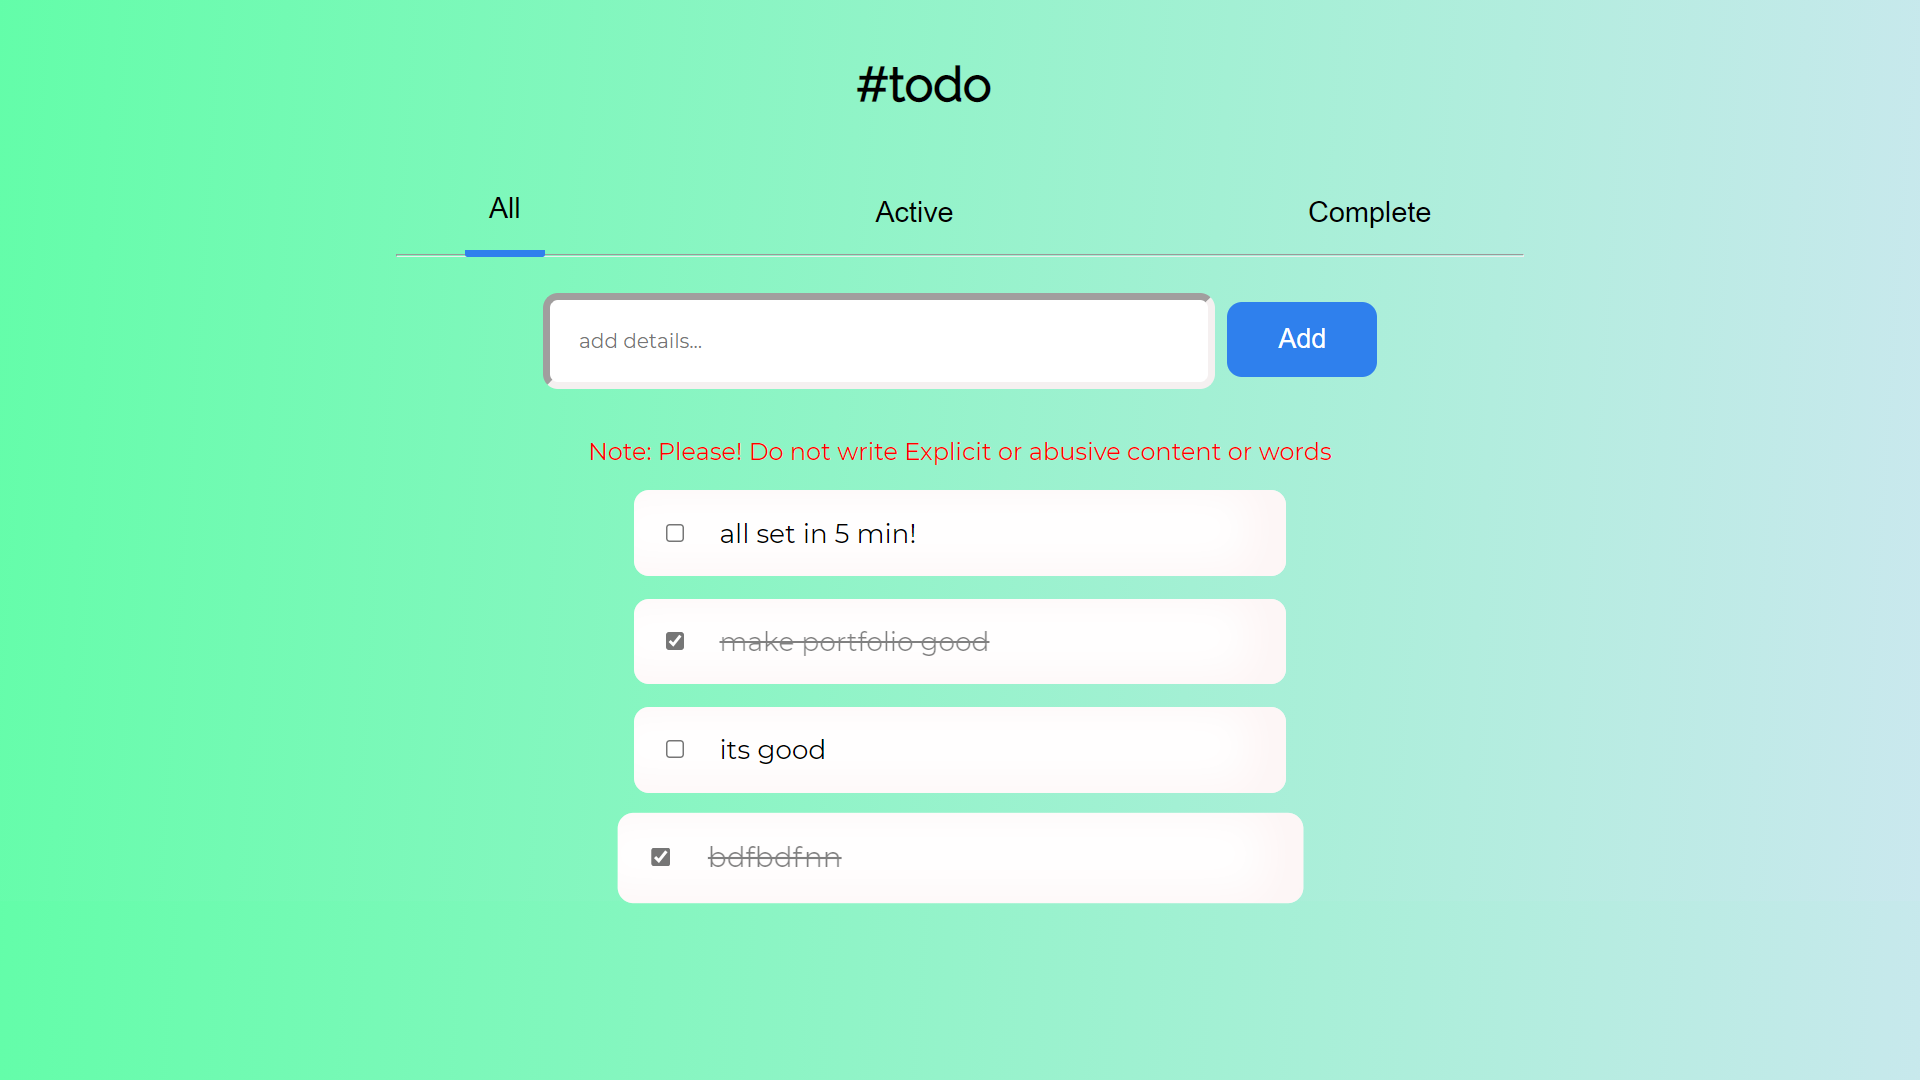 #todo
All
Active
Complete
add details...
Add
Note: Please! Do not write Explicit or abusive content or words
all set in 5 min!
make portfolio good
its good
bdfbdfnn